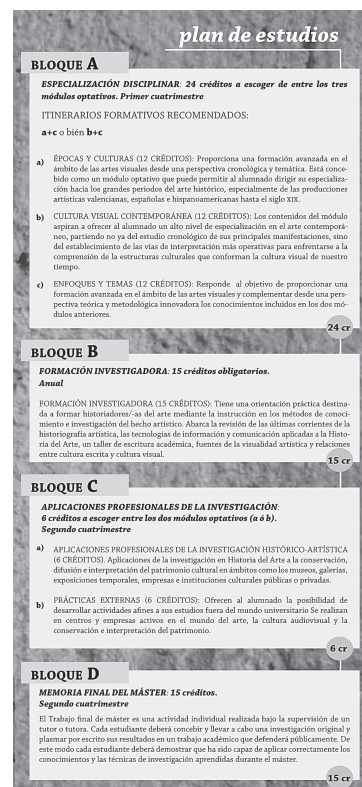 plan de estudios
BLOQUE A
ESPECIALIZACIÓN DISCIPLINAR: 24 créditos a escoger de entre los tres
módulos optativos. Primer cuatrimestre
ITINERARIOS FORMATIVOS RECOMENDADOS:
a+c o bién b+c
a) ÉPOCAS Y CULTURAS (12 CRÉDITOS): Proporciona una formación avanzada en el
ámbito de las artes visuales desde una perspectiva cronológica y temática. Está conce-
bido como un módulo optativo que puede permitir al alumnado dirigir su especializa-
ción hacia los grandes periodos del arte histórico, especialmente de las producciones
artísticas valencianas, españolas e hispanoamericanas hasta el siglo XIX.
b) CULTURA VISUAL CONTEMPORÁNEA (12 CRÉDITOS): Los contenidos del módulo
aspiran a ofrecer al alumnado un alto nivel de especialización en el arte contemporá-
neo, partiendo no ya del estudio cronológico de sus principales manifestaciones, sino
del establecimiento de las vías de interpretación más operativas para enfrentarse a la
comprensión de la estructuras culturales que conforman la cultura visual de nuestro
tiempo.
c) ENFOQUES Y TEMAS (12 CRÉDITOS): Responde al objetivo de proporcionar una
formación avanzada en el ámbito de las artes visuales y complementar desde una pers-
pectiva teórica y metodológica innovadora los conocimientos incluidos en los dos mó-
dulos anteriores.
24 cr
BLOQUE B
FORMACIÓN INVESTIGADORA: 15 créditos obligatorios.
Anual
FORMACIÓN INVESTIGADORA (15 CRÉDITOS): Tiene una orientación práctica destina-
da a formar historiadores/-as del arte mediante la instrucción en los métodos de conoci-
miento e investigación del hecho artístico. Abarca la revisión de las últimas corrientes de la
historiografía artística, las tecnologías de información y comunicación aplicadas a la Histo-
ria del Arte, un taller de escritura académica, fuentes de la visualidad artística y relaciones
entre cultura escrita y cultura visual.
15 cr
BLOQUE C
APLICACIONES PROFESIONALES DE LA INVESTIGACIÓN:
6 créditos a escoger entre los dos módulos optativos (a ó b).
Segundo cuatrimestre
a) APLICACIONES PROFESIONALES DE LA INVESTIGACIÓN HISTÓRICO-ARTÍSTICA
(6 CRÉDITOS). Aplicaciones de la investigación en Historia del Arte a la conservación,
difusión e interpretación del patrimonio cultural en ámbitos como los museos, galerías,
exposiciones temporales, empresas e instituciones culturales públicas o privadas.
b) PRÁCTICAS EXTERNAS (6 CRÉDITOS): Ofrecen al alumnado la posibilidad de
desarrollar actividades afines a sus estudios fuera del mundo universitario Se realizan
en centros y empresas activos en el mundo del arte, la cultura audiovisual y la
conservación e interpretación del patrimonio.
6 cr
BLOQUE D
MEMORIA FINAL DEL MÁSTER: 15 créditos.
Segundo cuatrimestre
El Trabajo final de máster es una actividad individual realizada bajo la supervisión de un
tutor o tutora. Cada estudiante deberá concebir y llevar a cabo una investigación original y
plasmar por escrito sus resultados en un trabajo académico que defenderá públicamente. De
este modo cada estudiante deberá demostrar que ha sido capaz de aplicar correctamente los
conocimientos y las técnicas de investigación aprendidas durante el máster.
15 cr